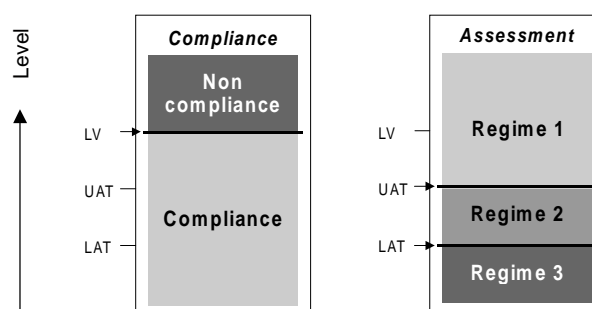 Level
Compliance
Non
compliance
LV
UAT
Compliance
LAT
Assessment
LV
Regime 1
UAT
Regime 2
LAT
Regime 3